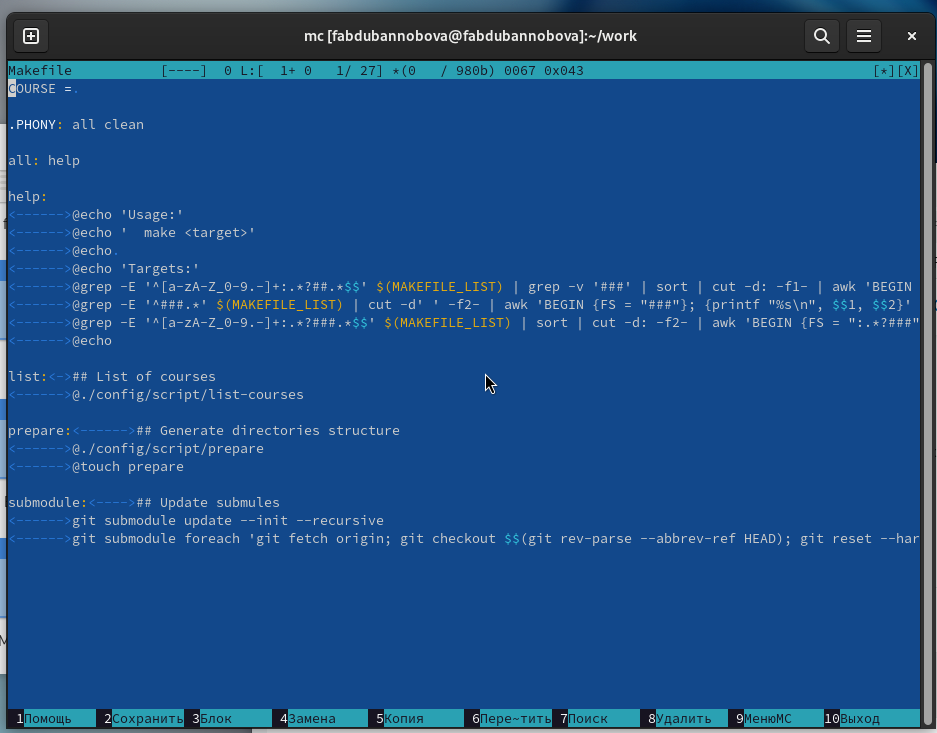 mc [fabdubannobova@fabdubannobova]:~/work
Makefile [----] 0 L:[ 1+ 0 1/ 27] *(0 / 980b) 0067 0x043 [*][X]
COURSE =.
.PHONY: all clean
all: help
help:
<------>@echo 'Usage:'
<------>@echo '  make <target>'
<------>@echo.
<------>@echo 'Targets:'
<------>@grep -E '^[a-zA-Z_0-9.-]+:.*?##.*$$' $(MAKEFILE_LIST) | grep -v '###' | sort | cut -d: -f1- | awk 'BEGIN
<------>@grep -E '^###.*' $(MAKEFILE_LIST) | cut -d' ' -f2- | awk 'BEGIN {FS = "###"}; {printf "%s\n", $$1, $$2}'
<------>@grep -E '^[a-zA-Z_0-9.-]+:.*?###.*$$' $(MAKEFILE_LIST) | sort | cut -d: -f2- | awk 'BEGIN {FS = ":.*?###"
<------>@echo
list:<->## List of courses
<------>@./config/script/list-courses
prepare:<------>## Generate directories structure
<------>@./config/script/prepare
<------>@touch prepare
submodule:<---->## Update submules
<------>git submodule update --init --recursive
<------>git submodule foreach 'git fetch origin; git checkout $$(git rev-parse --abbrev-ref HEAD); git reset --har
1Помощь 2Сохранить 3Блок 4Замена 5Копия 6Пере~тить 7Поиск 8Удалить 9МенюMC 10Выход